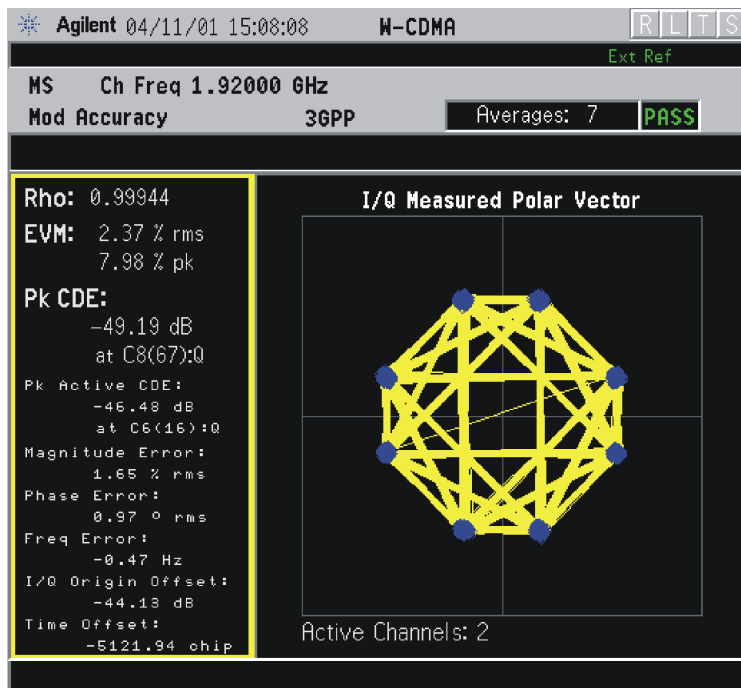 Agilent 04/11/01 15:08:08 W-CDMA R L T S
Ext Ref
MS Ch Freq 1.92000 GHz
Mod Accuracy 3GPP Averages: 7 PASS
Rho: 0.99944
EVM: 2.37 % rms
7.98 % pk
Pk CDE:
-49.19 dB
at C8(67):Q
Pk Active CDE:
-46.48 dB
at C6(16):Q
Magnitude Error:
1.65 % rms
Phase Error:
0.97 º rms
Freq Error:
-0.47 Hz
I/Q Origin Offset:
-44.13 dB
Time Offset:
-5121.94 chip
I/Q Measured Polar Vector
Active Channels: 2